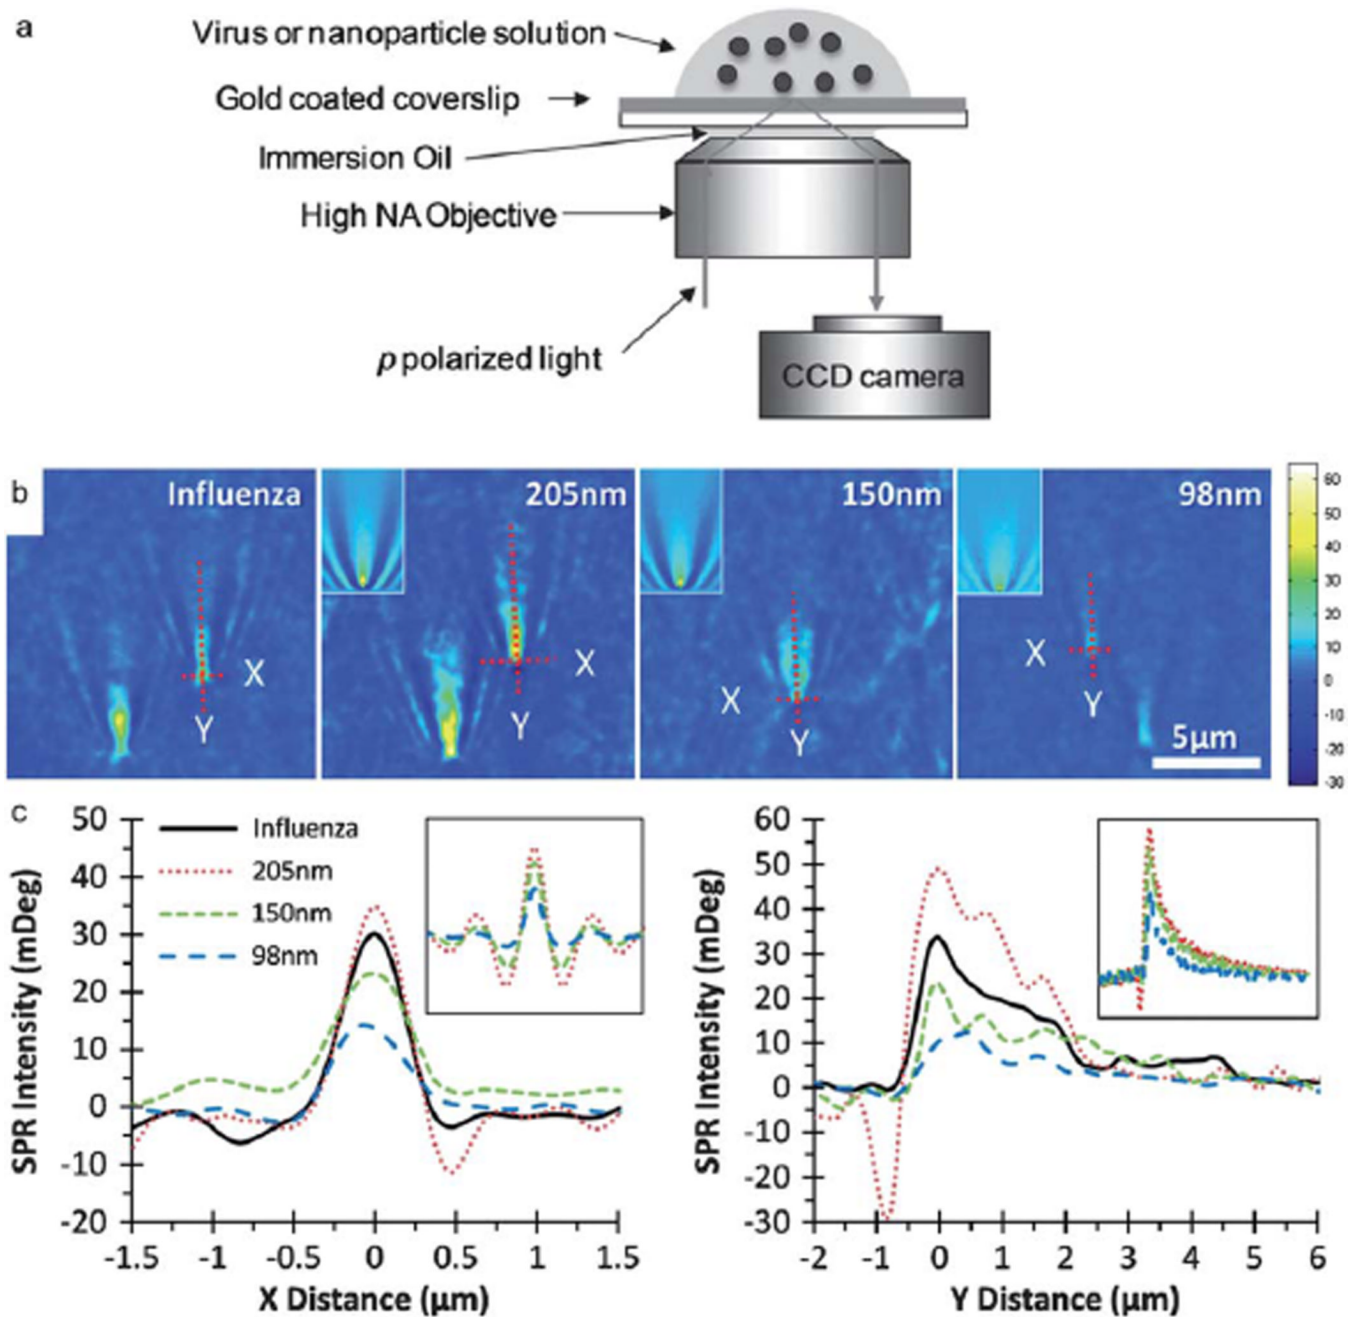 a
Virus or nanoparticle solution
Gold coated coverslip
Immersion Oil
High NA Objective
p polarized light
CCD camera
b
Influenza
205nm
150nm
98nm
X
Y
X
Y
X
Y
X
Y
5µm
60
50
40
30
20
10
0
-10
-20
-30
c
50
40
30
20
10
0
-10
-20
SPR Intensity (mDeg)
Influenza
205nm
150nm
98nm
-1.5 -1 -0.5 0 0.5 1 1.5
X Distance (µm)
60
50
40
30
20
10
0
-10
-20
-30
SPR Intensity (mDeg)
-2 -1 0 1 2 3 4 5 6
Y Distance (µm)